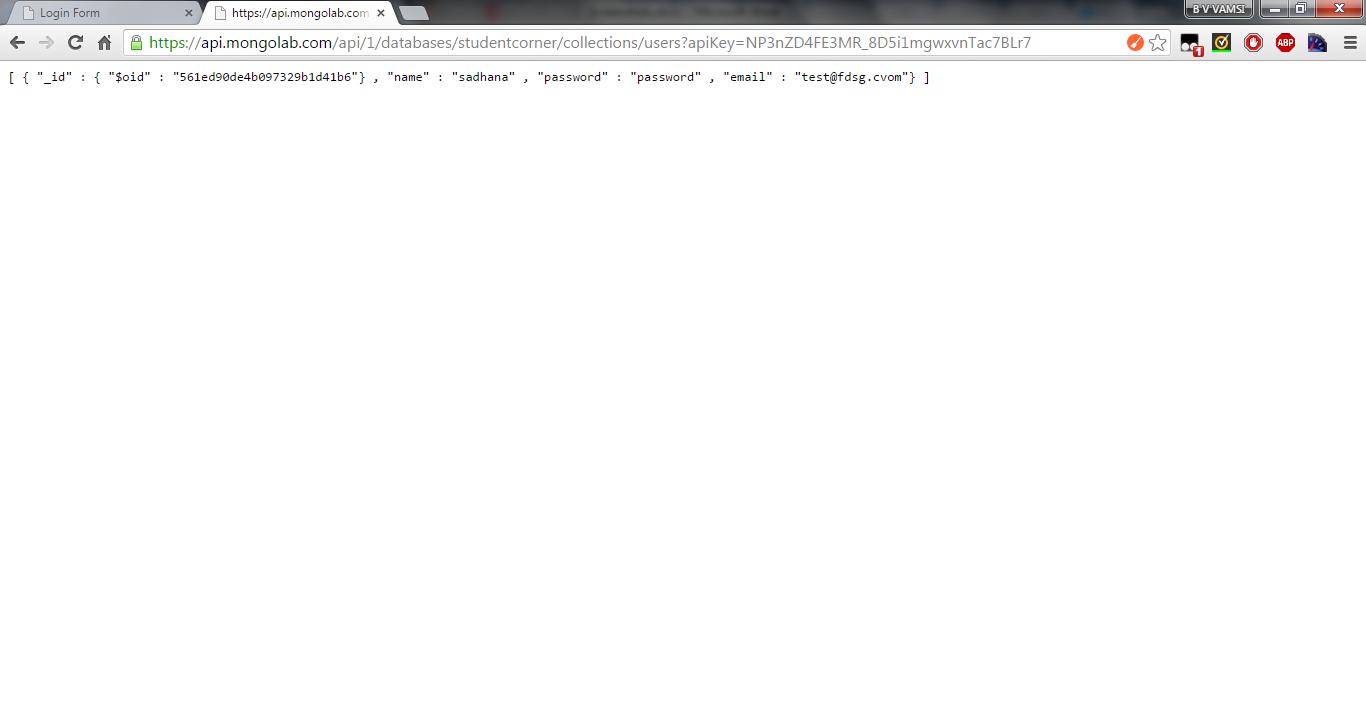 Login Form
https://api.mongolab.com
B V VAMSI
https://api.mongolab.com/api/1/databases/studentcorner/collections/users?apiKey=NP3nZD4FE3MR_8D5i1mgwxvnTac7BLr7
1
ABP
[ { "_id" : { "$oid" : "561ed90de4b097329b1d41b6"} , "name" : "sadhana" , "password" : "password" , "email" : "test@fdsg.cvom"} ]